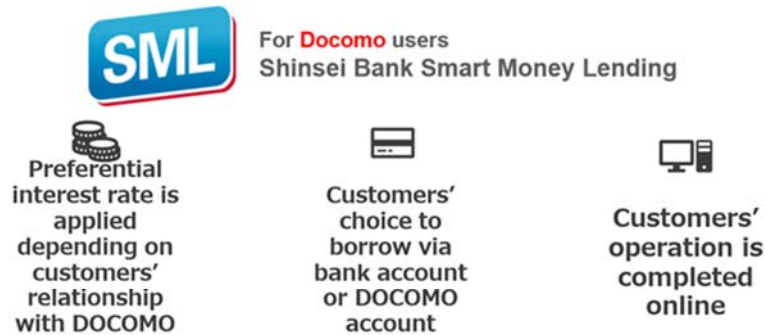 SML
For Docomo users
Shinsei Bank Smart Money Lending
Preferential
interest rate is
applied
depending on
customers’
relationship
with DOCOMO
Customers’
choice to
borrow via
bank account
or DOCOMO
account
Customers’
operation is
completed
online